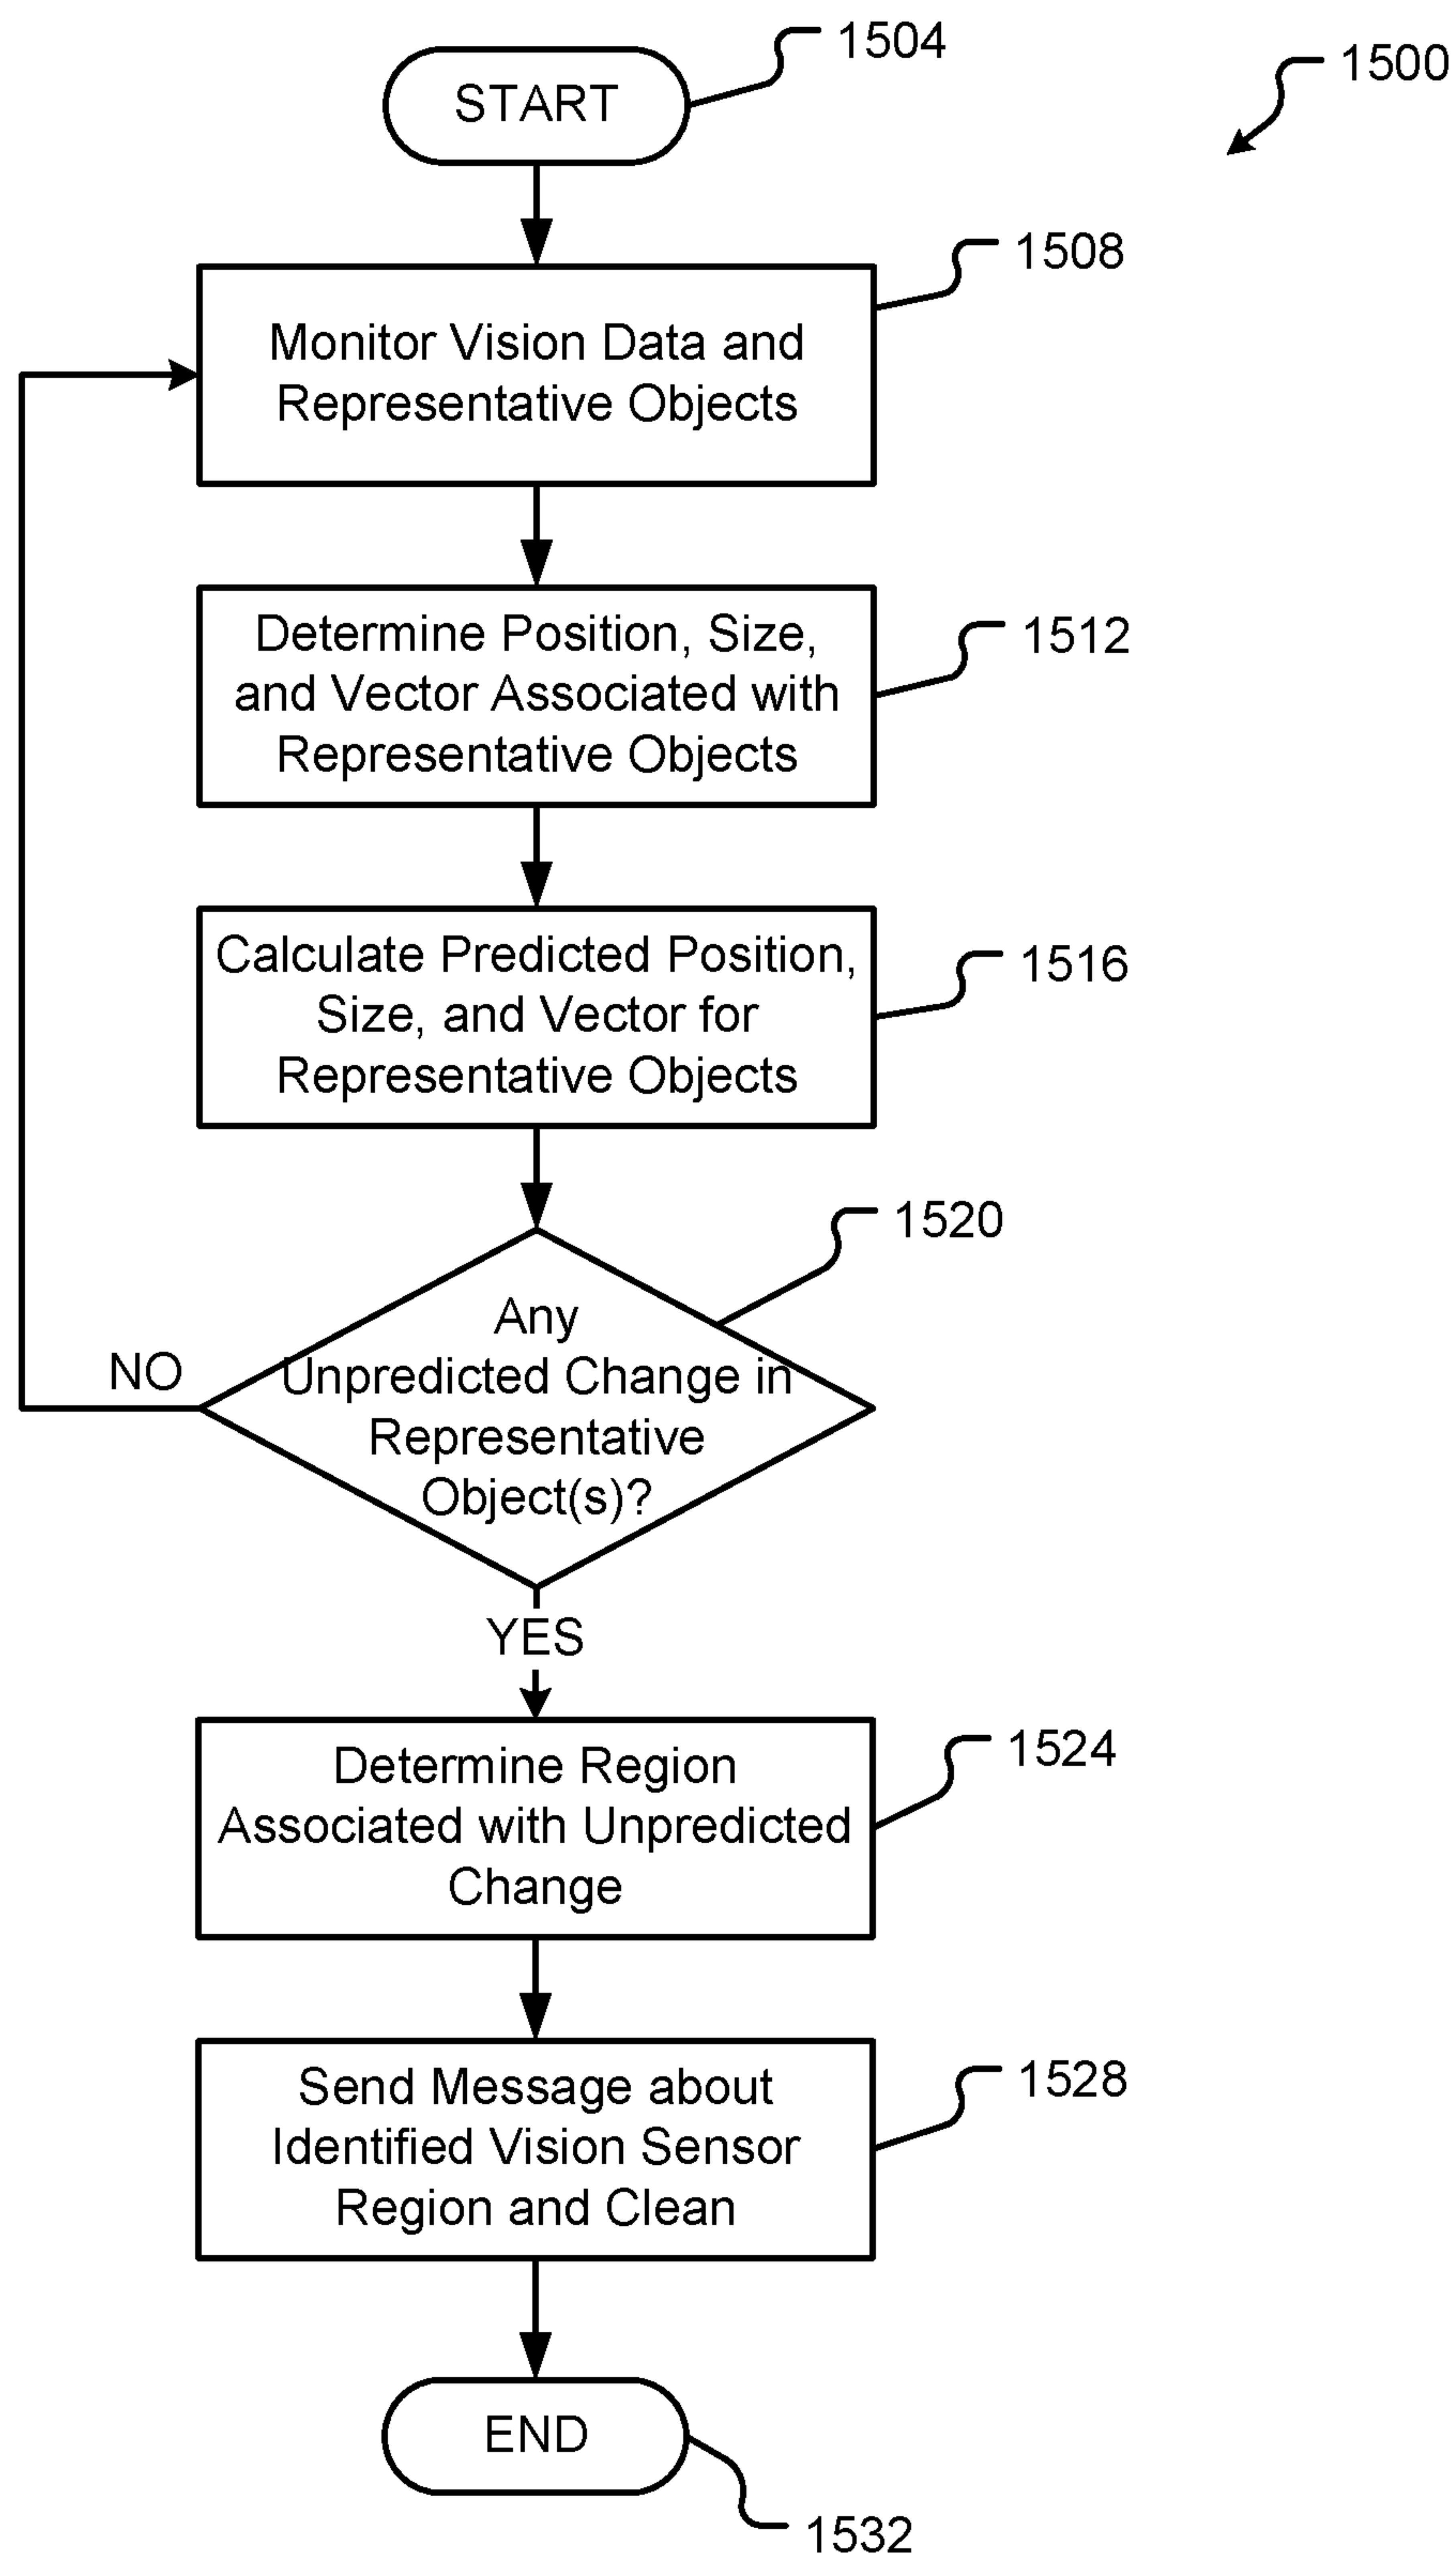 1504
1500
START
1508
Monitor Vision Data and
Representative Objects
1512
Determine Position, Size,
and Vector Associated with
Representative Objects
1516
Calculate Predicted Position,
Size, and Vector for
Representative Objects
1520
Any
Unpredicted Change in
Representative
Object(s)?
NO
YES
1524
Determine Region
Associated with Unpredicted
Change
1528
Send Message about
Identified Vision Sensor
Region and Clean
END
1532